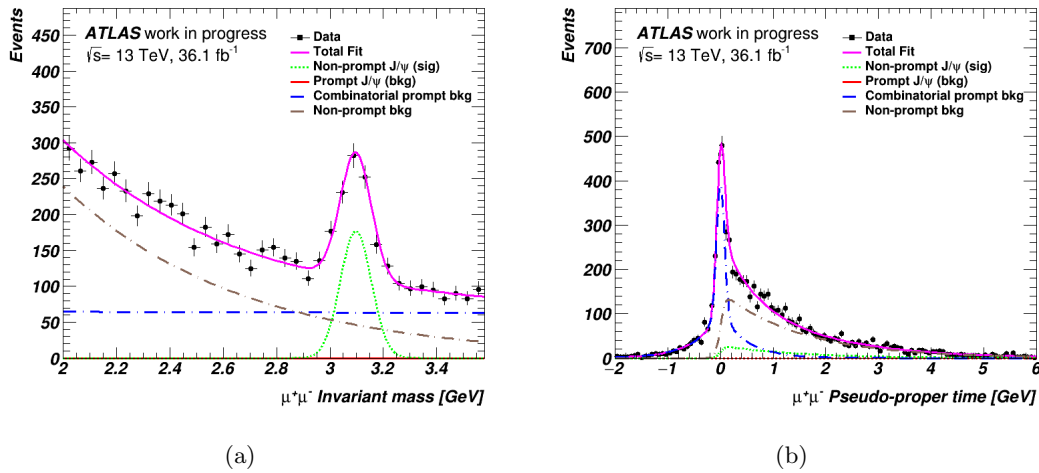 Events
450
400
350
300
250
200
150
100
50
0
ATLAS work in progress
√s= 13 TeV, 36.1 fb⁻¹
Data
Total Fit
Non-prompt J/ψ (sig)
Prompt J/ψ (bkg)
Combinatorial prompt bkg
Non-prompt bkg
2 2.2 2.4 2.6 2.8 3 3.2 3.4
μ⁺μ⁻ Invariant mass [GeV]
(a)
Events
700
600
500
400
300
200
100
0
ATLAS work in progress
√s= 13 TeV, 36.1 fb⁻¹
Data
Total Fit
Non-prompt J/ψ (sig)
Prompt J/ψ (bkg)
Combinatorial prompt bkg
Non-prompt bkg
−2 −1 0 1 2 3 4 5 6
μ⁺μ⁻ Pseudo-proper time [GeV]
(b)